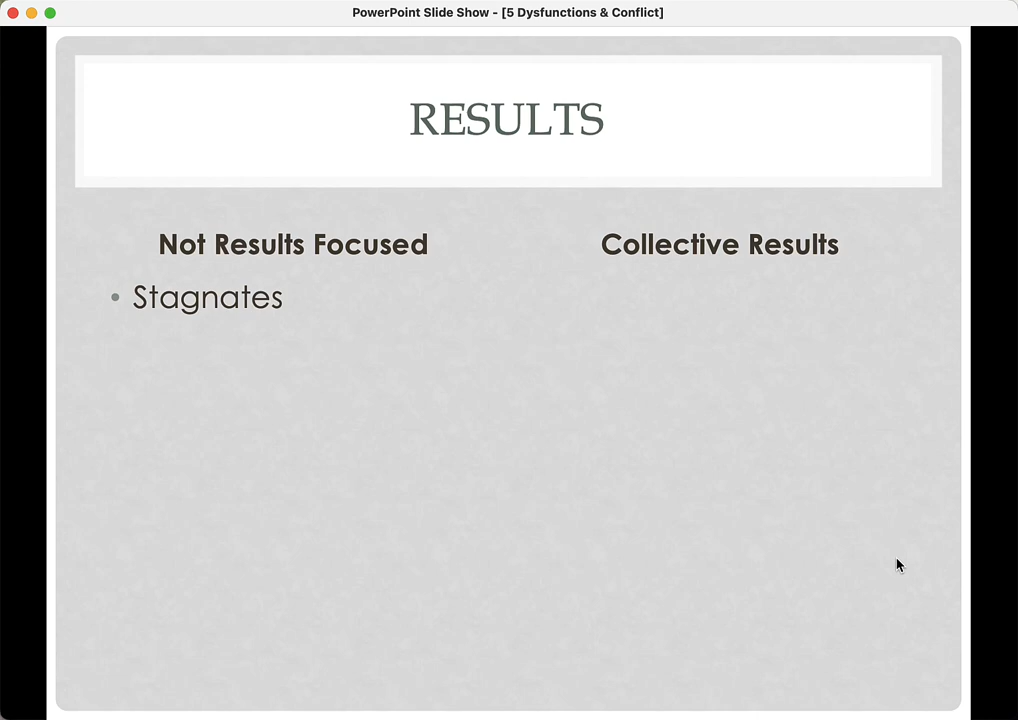 PowerPoint Slide Show - [5 Dysfunctions & Conflict]
RESULTS
Not Results Focused
• Stagnates
Collective Results